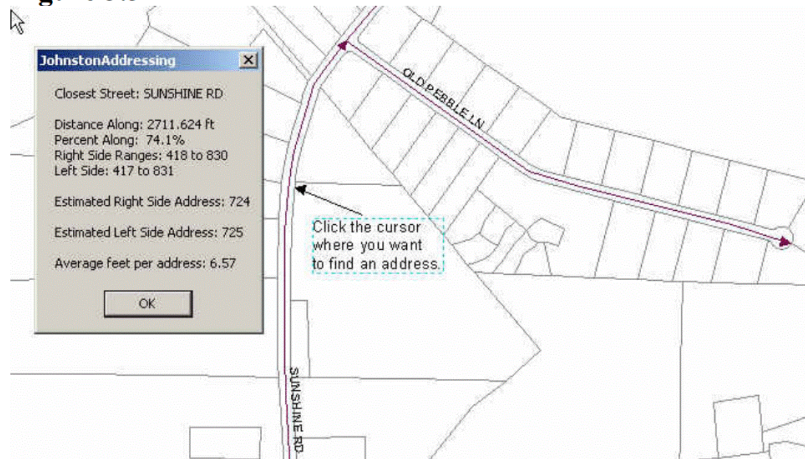 JohnstonAddressing
Closest Street: SUNSHINE RD
Distance Along: 2711.624 ft
Percent Along: 74.1%
Right Side Ranges: 418 to 830
Left Side: 417 to 831
Estimated Right Side Address: 724
Estimated Left Side Address: 725
Average feet per address: 6.57
OK
OLD PEBBLE LN
Click the cursor
where you want
to find an address.
SUNSHINE RD